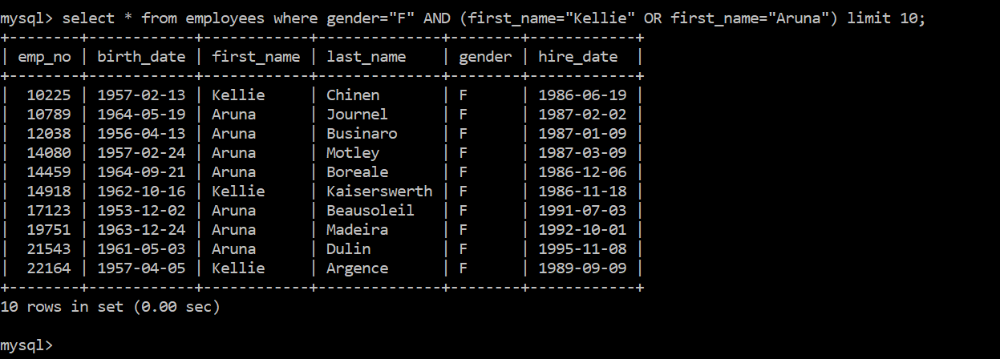 mysql> select * from employees where gender="F" AND (first_name="Kellie" OR first_name="Aruna") limit 10;
+--------+------------+------------+--------------+--------+------------+
| emp_no | birth_date | first_name | last_name    | gender | hire_date  |
+--------+------------+------------+--------------+--------+------------+
|  10225 | 1957-02-13 | Kellie     | Chinen       | F      | 1986-06-19 |
|  10789 | 1964-05-19 | Aruna      | Journel      | F      | 1987-02-02 |
|  12038 | 1956-04-13 | Aruna      | Businaro     | F      | 1987-01-09 |
|  14080 | 1957-02-24 | Aruna      | Motley       | F      | 1987-03-09 |
|  14459 | 1964-09-21 | Aruna      | Boreale      | F      | 1986-12-06 |
|  14918 | 1962-10-16 | Kellie     | Kaiserswerth | F      | 1986-11-18 |
|  17123 | 1953-12-02 | Aruna      | Beausoleil   | F      | 1991-07-03 |
|  19751 | 1963-12-24 | Aruna      | Madeira      | F      | 1992-10-01 |
|  21543 | 1961-05-03 | Aruna      | Dulin        | F      | 1995-11-08 |
|  22164 | 1957-04-05 | Kellie     | Argence      | F      | 1989-09-09 |
+--------+------------+------------+--------------+--------+------------+
10 rows in set (0.00 sec)
mysql>